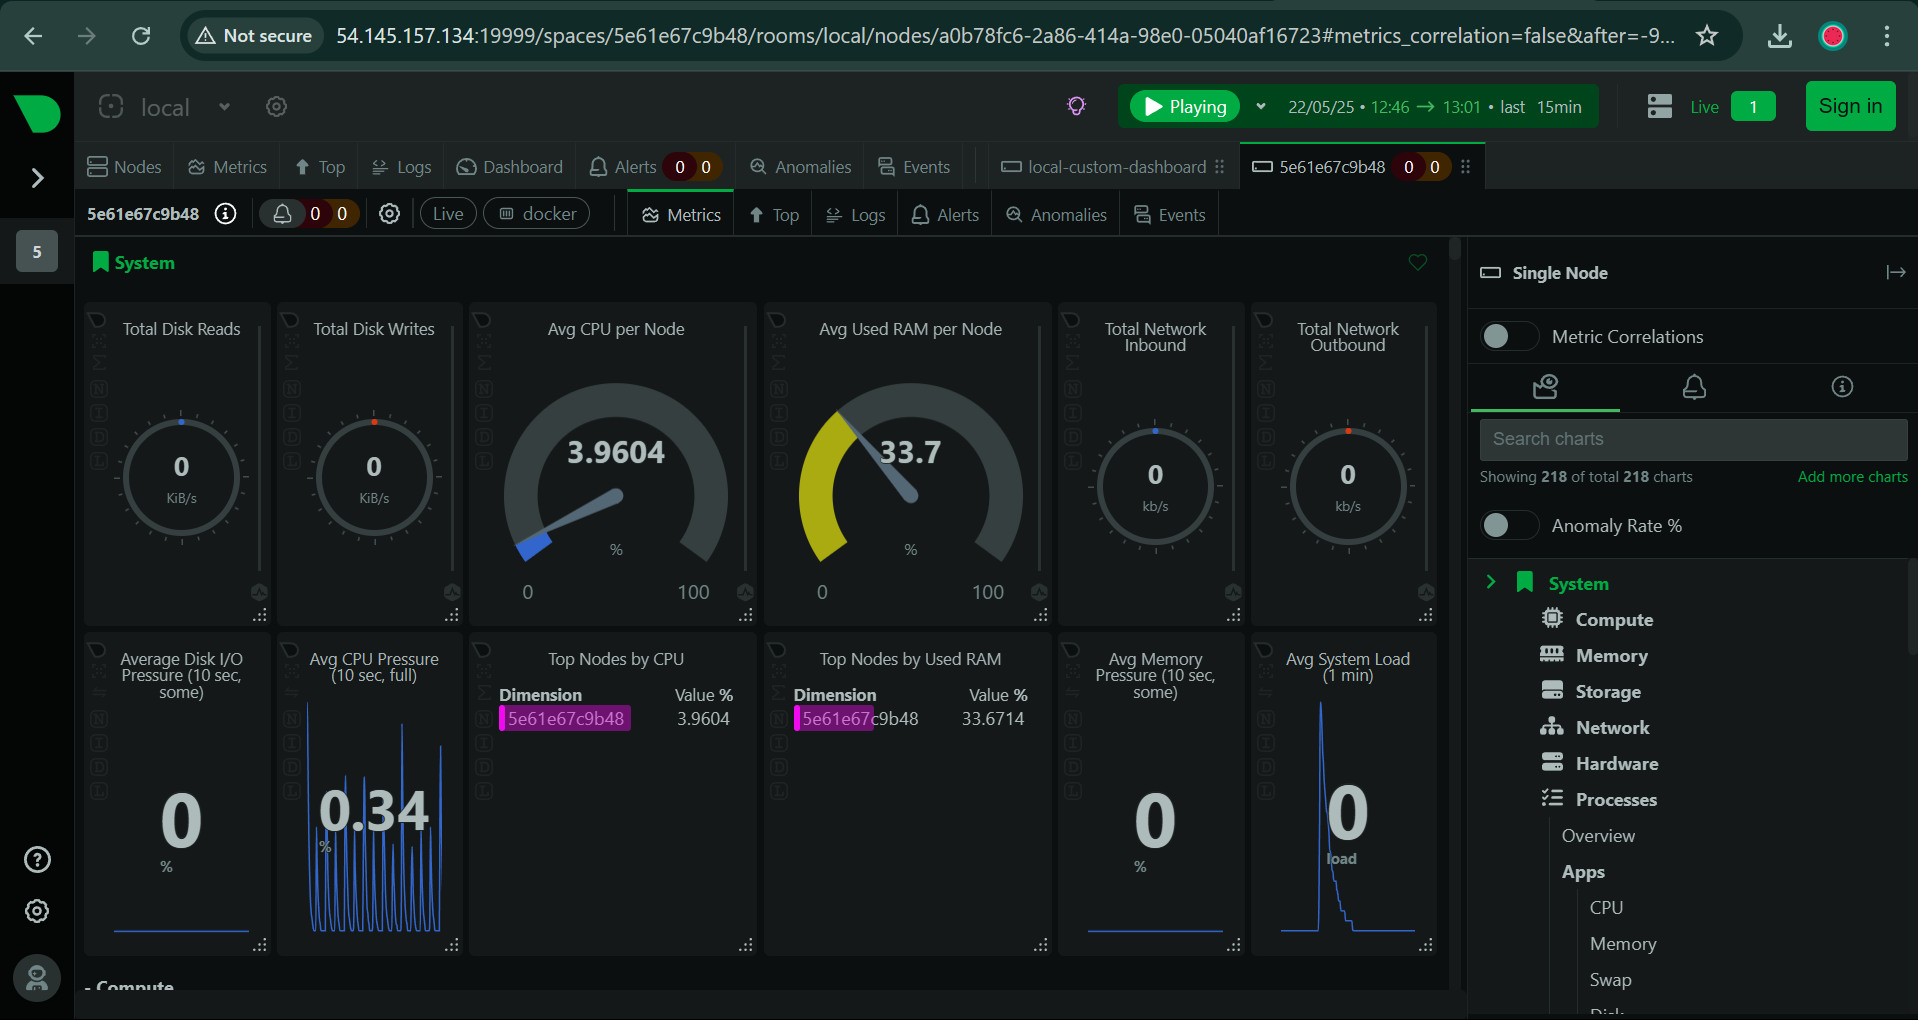 Not secure
54.145.157.134:19999/spaces/5e61e67c9b48/rooms/local/nodes/a0b78fc6-2a86-414a-98e0-05040af16723#metrics_correlation=false&after=-9...
local
Playing
22/05/25 • 12:46 → 13:01 • last 15min
Live 1
Sign in
Nodes
Metrics
Top
Logs
Dashboard
Alerts 0 0
Anomalies
Events
local-custom-dashboard
5e61e67c9b48 0 0
5e61e67c9b48
0 0
Live
docker
Metrics
Top
Logs
Alerts
Anomalies
Events
5
System
Total Disk Reads
N
I
D
L
0
KiB/s
Total Disk Writes
N
I
D
L
0
KiB/s
Avg CPU per Node
N
I
D
L
3.9604
%
0 100
Avg Used RAM per Node
N
I
D
L
33.7
%
0 100
Total Network
Inbound
N
I
D
L
0
kb/s
Total Network
Outbound
N
I
D
L
0
kb/s
Average Disk I/O
Pressure (10 sec,
some)
N
I
D
L
0
%
Avg CPU Pressure
(10 sec, full)
N
I
D
L
0.34
%
Top Nodes by CPU
Dimension Value %
5e61e67c9b48 3.9604
N
I
D
L
Top Nodes by Used RAM
Dimension Value %
5e61e67c9b48 33.6714
N
I
D
L
Avg Memory
Pressure (10 sec,
some)
N
I
D
L
0
%
Avg System Load
(1 min)
N
I
D
L
0
load
- Compute
Single Node
Metric Correlations
Search charts
Showing 218 of total 218 charts
Add more charts
Anomaly Rate %
System
Compute
Memory
Storage
Network
Hardware
Processes
Overview
Apps
CPU
Memory
Swap
Disk